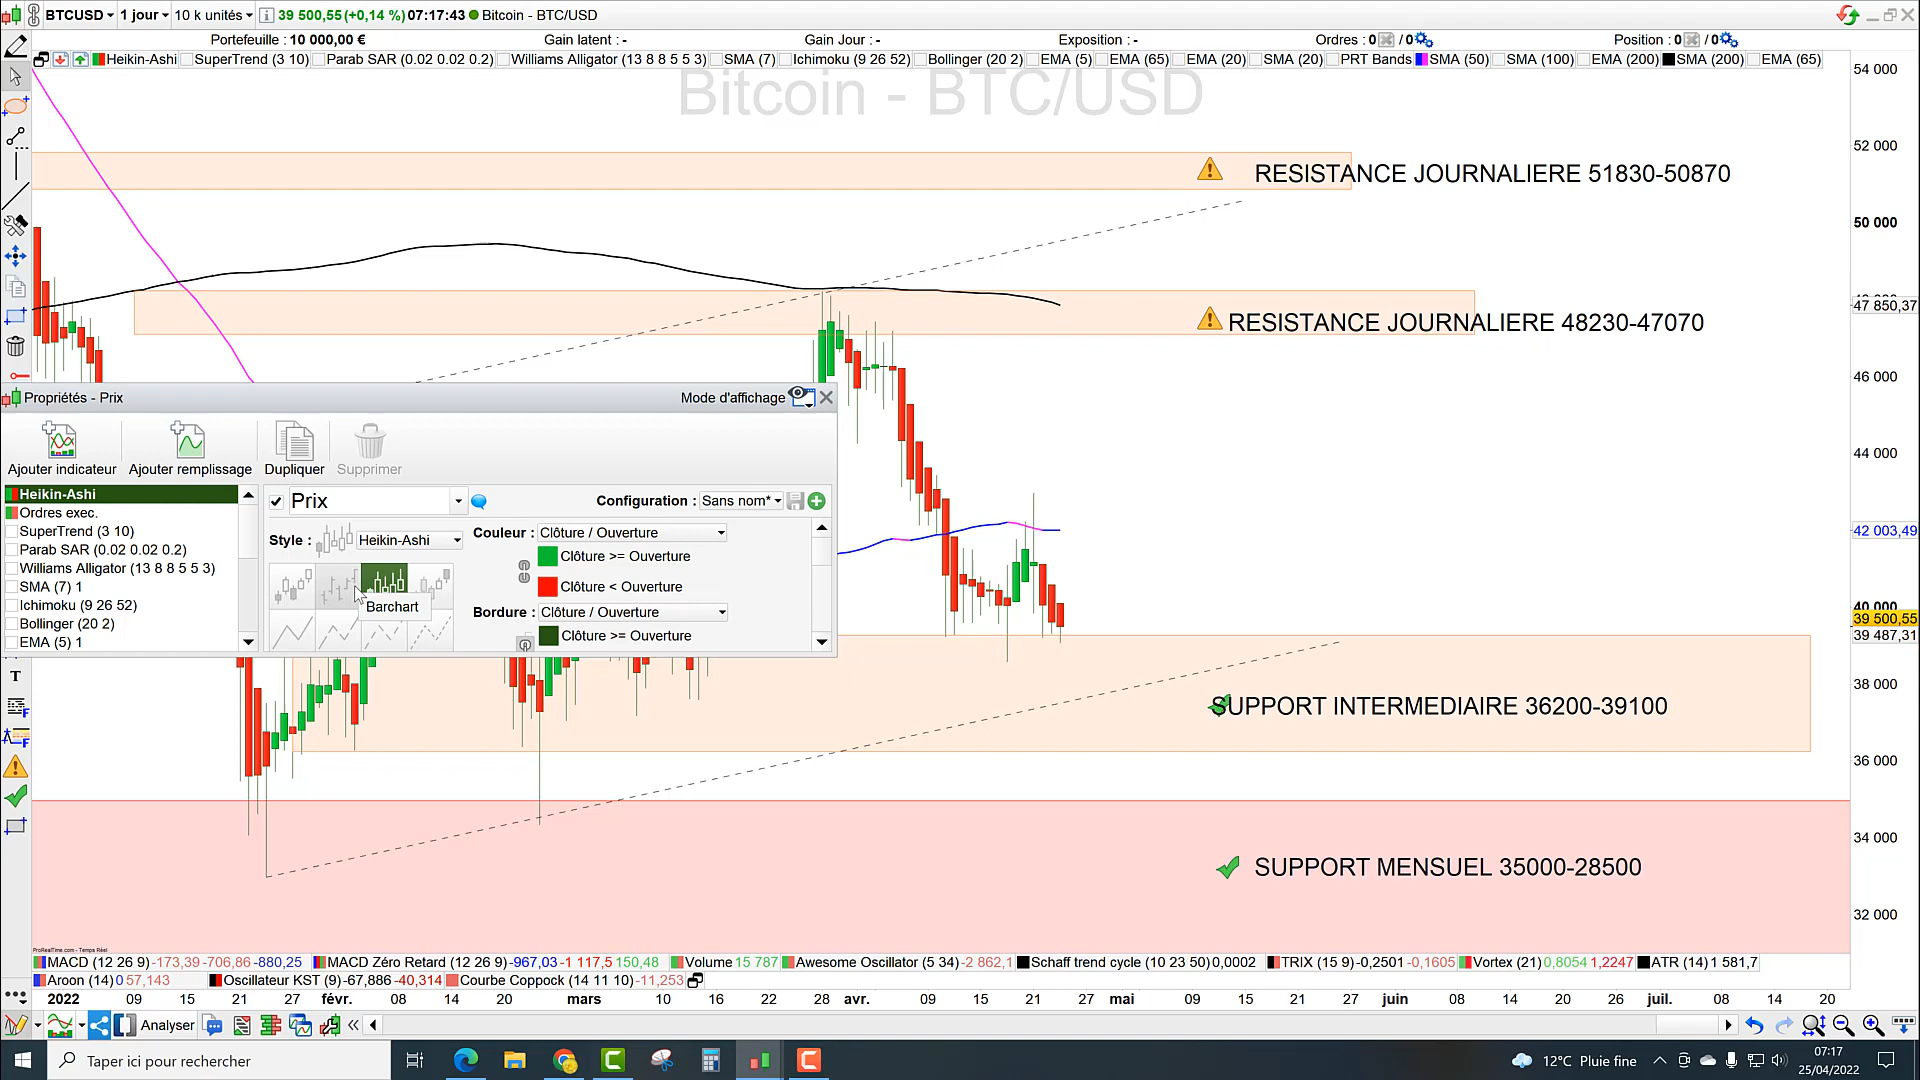 BTCUSD 1 jour 10 k unités 39 500,55 (+0,14 %) 07:17:43 Bitcoin - BTC/USD
Portefeuille : 10 000,00 € Gain latent : - Gain Jour : - Exposition : - Ordres : 0 / 0 Position : 0 / 0
Heikin-Ashi SuperTrend (3 10) Parab SAR (0.02 0.02 0.2) Williams Alligator (13 8 8 5 5 3) SMA (7) Ichimoku (9 26 52) Bollinger (20 2) EMA (5) EMA (65) EMA (20) SMA (20) PRT Bands SMA (50) SMA (100) EMA (200) SMA (200) EMA (65)
Bitcoin - BTC/USD
54 000
52 000
RESISTANCE JOURNALIERE 51830-50870
50 000
47 850,37
RESISTANCE JOURNALIERE 48230-47070
46 000
44 000
42 003,49
40 000
39 500,55
39 487,31
38 000
SUPPORT INTERMEDIAIRE 36200-39100
36 000
34 000
SUPPORT MENSUEL 35000-28500
32 000
Propriétés - Prix Mode d'affichage
Ajouter indicateur Ajouter remplissage Dupliquer Supprimer
Heikin-Ashi
Ordres exec.
SuperTrend (3 10)
Parab SAR (0.02 0.02 0.2)
Williams Alligator (13 8 8 5 5 3)
SMA (7) 1
Ichimoku (9 26 52)
Bollinger (20 2)
EMA (5) 1
Prix Configuration : Sans nom*
Style : Heikin-Ashi
Barchart
Couleur : Clôture / Ouverture
Clôture >= Ouverture
Clôture < Ouverture
Bordure : Clôture / Ouverture
Clôture >= Ouverture
T
ProRealTime.com - Temps Réel
MACD (12 26 9) -173,39 -706,86 -880,25 MACD Zéro Retard (12 26 9) -967,03 -1 117,5 150,48 Volume 15 787 Awesome Oscillator (5 34) -2 862,1 Schaff trend cycle (10 23 50) 0,0002 TRIX (15 9) -0,2501 -0,1605 Vortex (21) 0,8054 1,2247 ATR (14) 1 581,7
Aroon (14) 0 57,143 Oscillateur KST (9) -67,886 -40,314 Courbe Coppock (14 11 10) -11,253
2022 09 15 21 27 févr. 08 14 20 mars 10 16 22 28 avr. 09 15 21 27 mai 09 15 21 27 juin 08 14 20 26 juil. 08 14 20
Analyser
Taper ici pour rechercher
12°C Pluie fine
07:17
25/04/2022